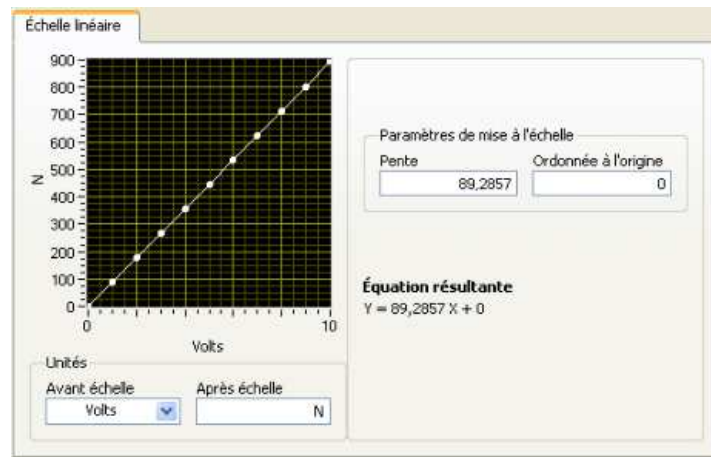 Échelle linéaire
900
800
700
600
500
400
300
200
100
0
N
0
10
Volts
Unités
Avant échelle
Après échelle
Volts
N
Paramètres de mise à l'échelle
Pente
Ordonnée à l'origine
89,2857
0
Équation résultante
Y = 89,2857 X + 0